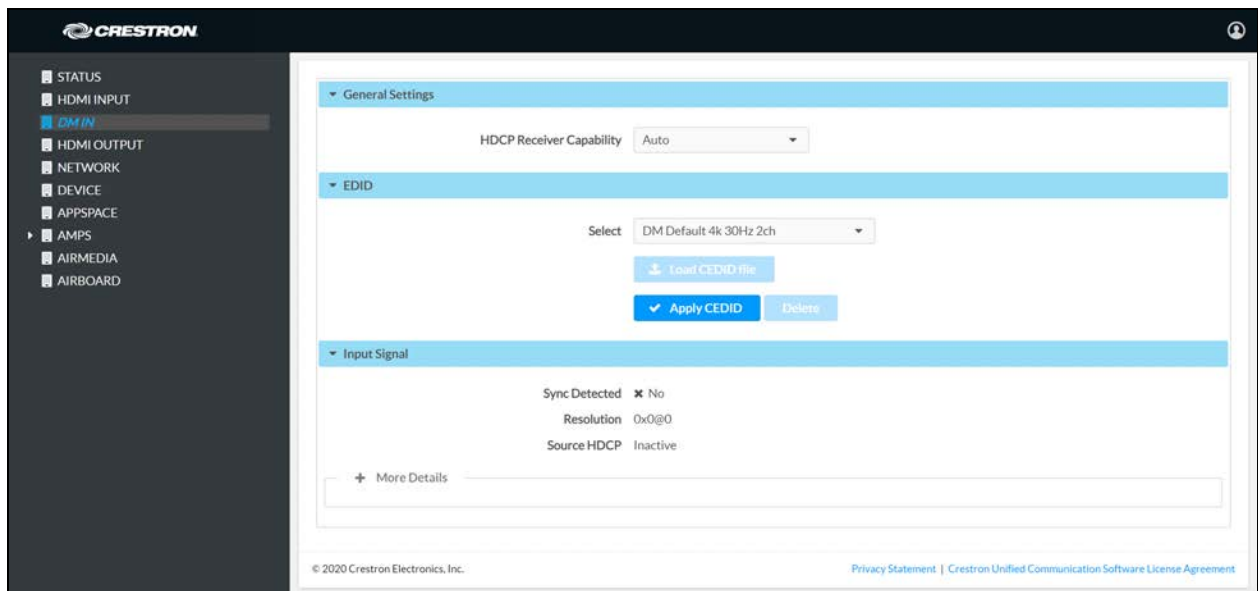 CRESTRON
STATUS
HDMI INPUT
DM IN
HDMI OUTPUT
NETWORK
DEVICE
APPSPACE
AMPS
AIRMEDIA
AIRBOARD
General Settings
HDCP Receiver Capability Auto
EDID
Select DM Default 4k 30Hz 2ch
Load CEDID file
Apply CEDID Delete
Input Signal
Sync Detected No
Resolution 0x0@0
Source HDCP Inactive
More Details
© 2020 Crestron Electronics, Inc. Privacy Statement | Crestron Unified Communication Software License Agreement